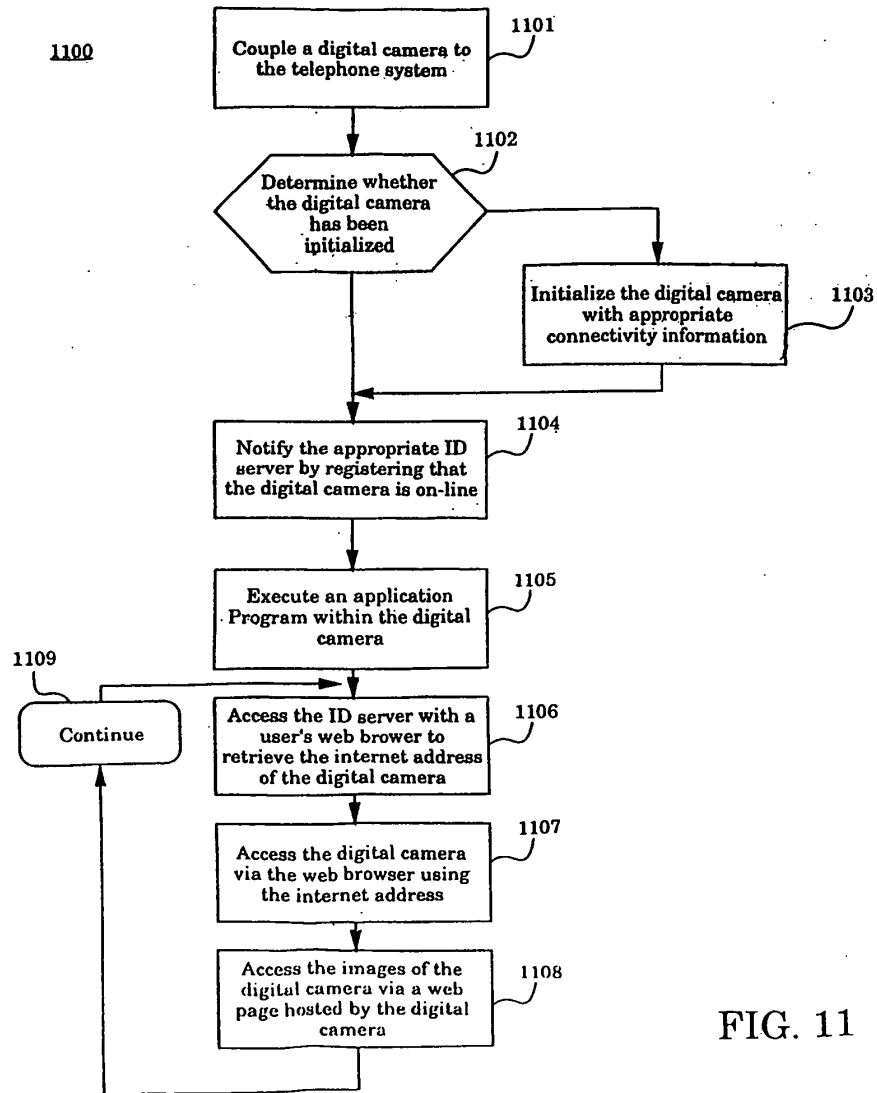 1100
Couple a digital camera to
the telephone system
1101
1102
Determine whether
the digital camera
has been
initialized
Initialize the digital camera
with appropriate
connectivity information
1103
1104
Notify the appropriate ID
server by registering that
the digital camera is on-line
1105
Execute an application
Program within the digital
camera
1109
Continue
1106
Access the ID server with a
user's web brower to
retrieve the internet address
of the digital camera
1107
Access the digital camera
via the web browser using
the internet address
1108
Access the images of the
digital camera via a web
page hosted by the digital
camera
FIG. 11